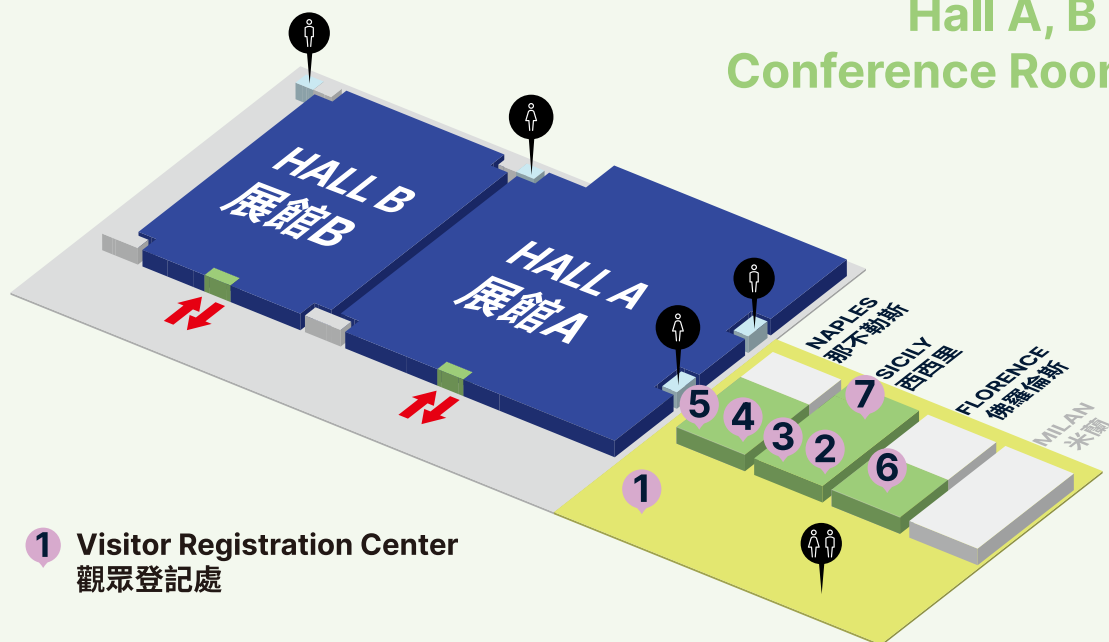 Hall A, B
Conference Roor
HALL B
展館B
HALL A
展館A
NAPLES
那不勒斯
SICILY
西西里
FLORENCE
佛羅倫斯
MILAN
米蘭
5
4
3
2
7
6
1
1 Visitor Registration Center
觀眾登記處